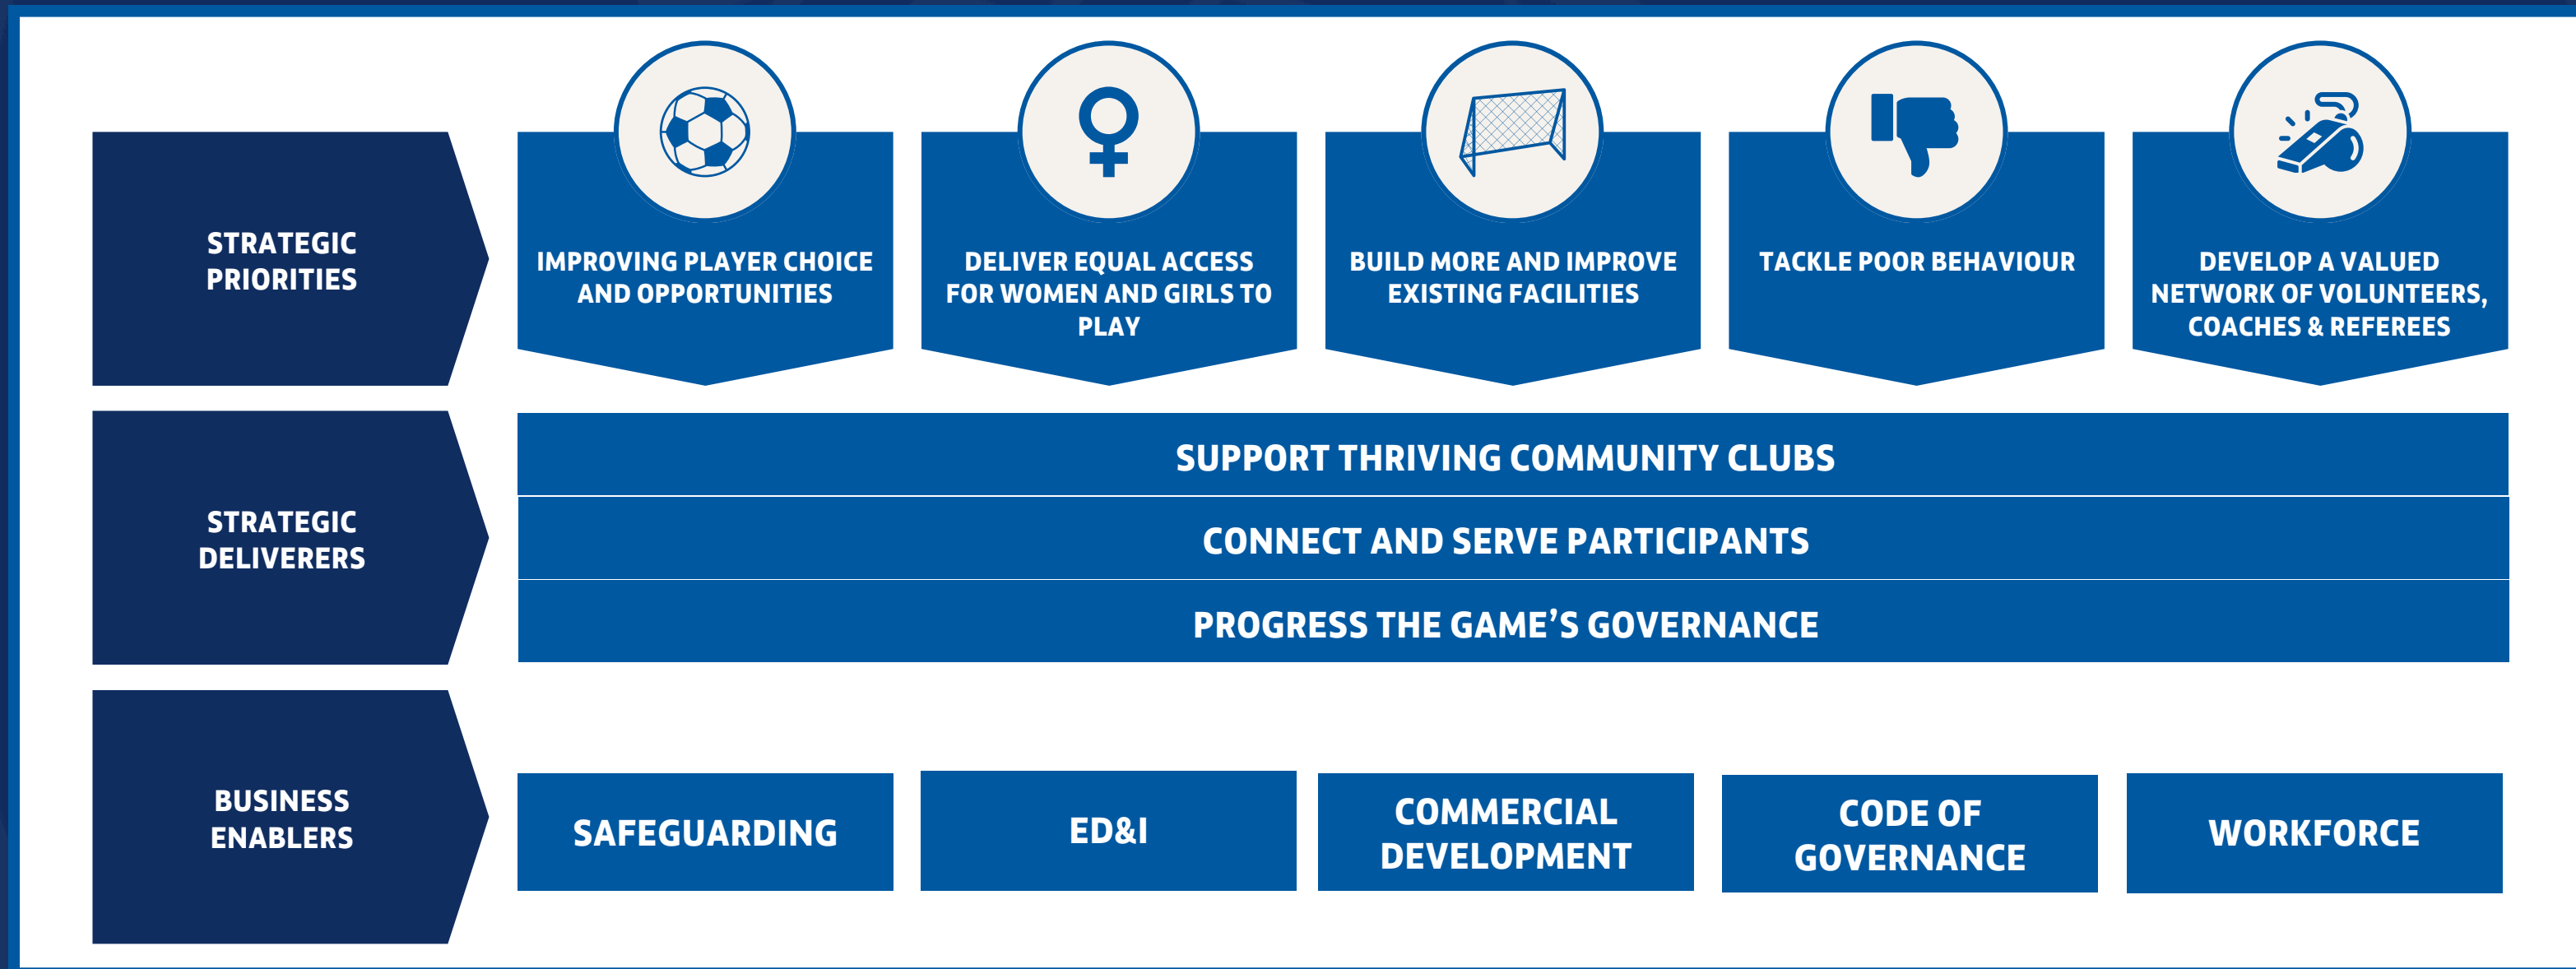 STRATEGIC
PRIORITIES
IMPROVING PLAYER CHOICE
AND OPPORTUNITIES
DELIVER EQUAL ACCESS
FOR WOMEN AND GIRLS TO
PLAY
BUILD MORE AND IMPROVE
EXISTING FACILITIES
TACKLE POOR BEHAVIOUR
DEVELOP A VALUED
NETWORK OF VOLUNTEERS,
COACHES & REFEREES
STRATEGIC
DELIVERERS
SUPPORT THRIVING COMMUNITY CLUBS
CONNECT AND SERVE PARTICIPANTS
PROGRESS THE GAME’S GOVERNANCE
BUSINESS
ENABLERS
SAFEGUARDING
ED&I
COMMERCIAL
DEVELOPMENT
CODE OF
GOVERNANCE
WORKFORCE